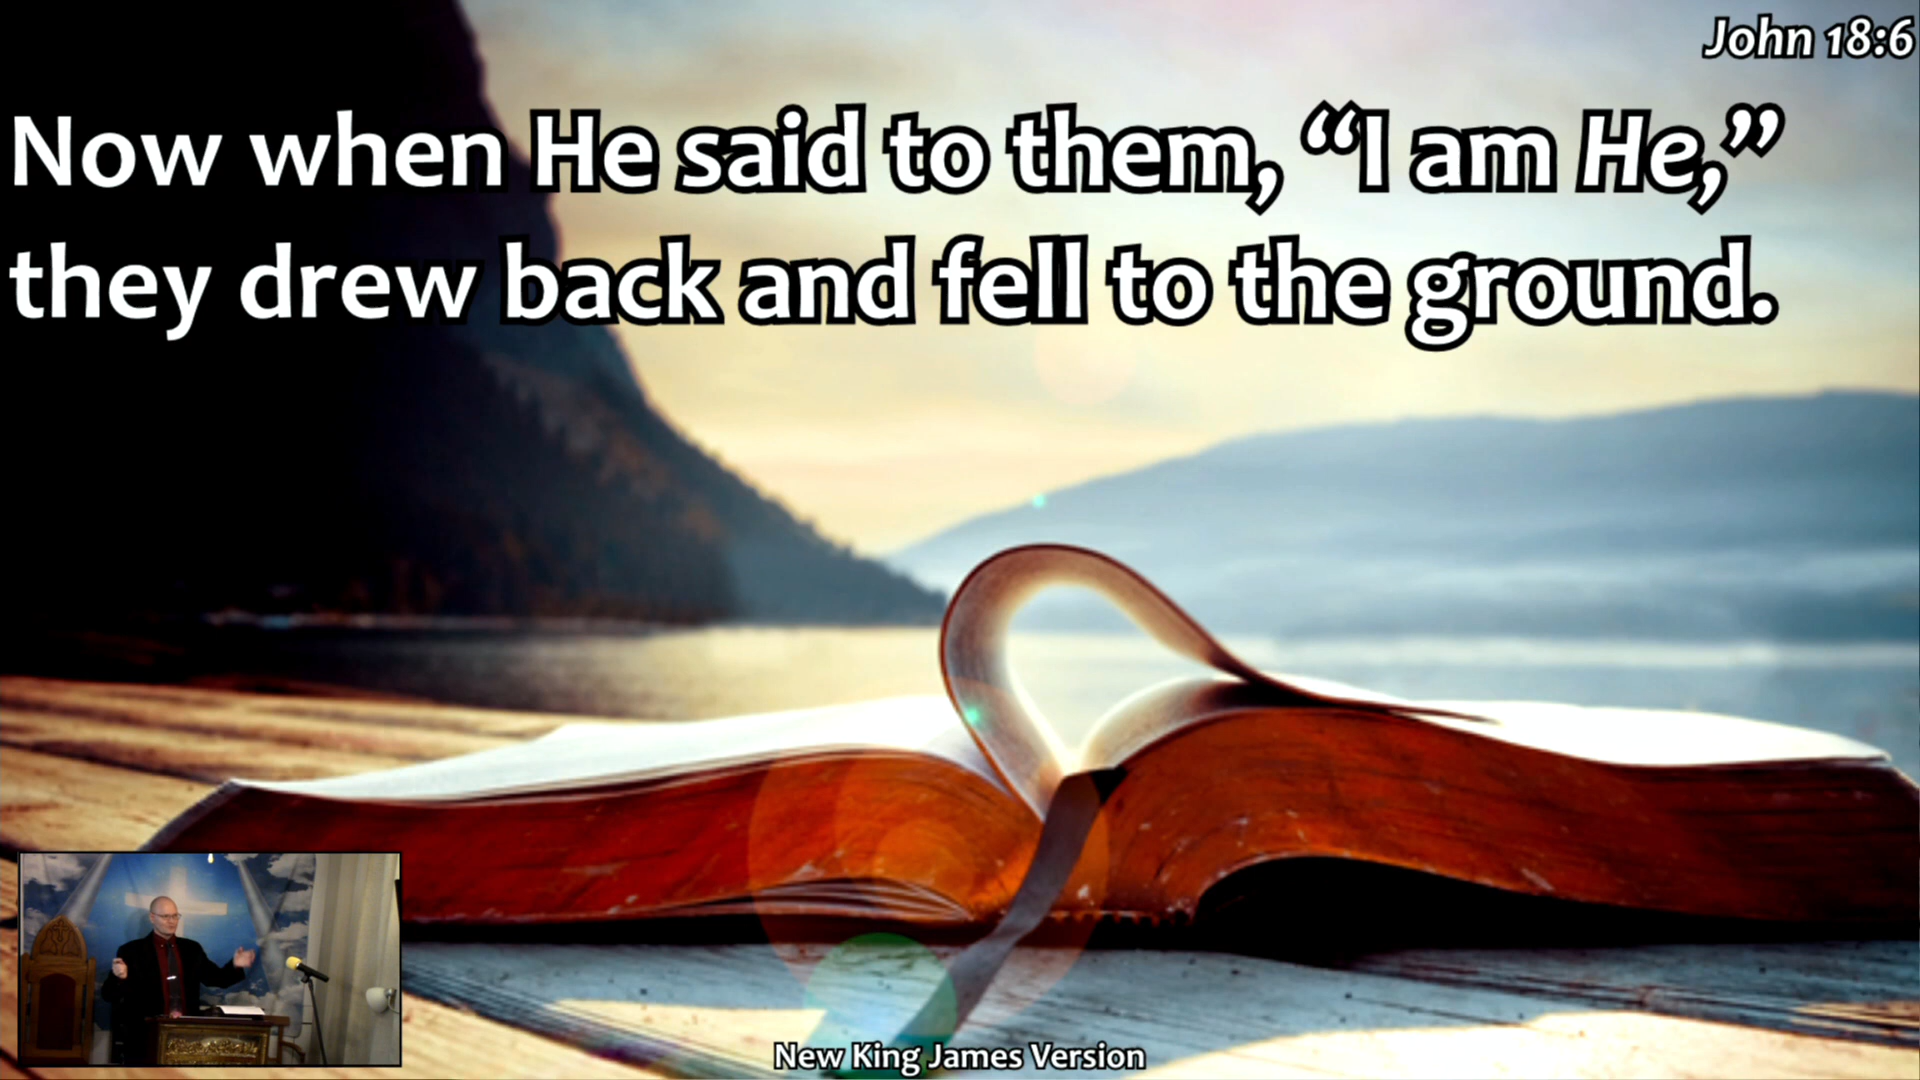 John 18:6
Now when He said to them, “I am He,”
they drew back and fell to the ground.
New King James Version